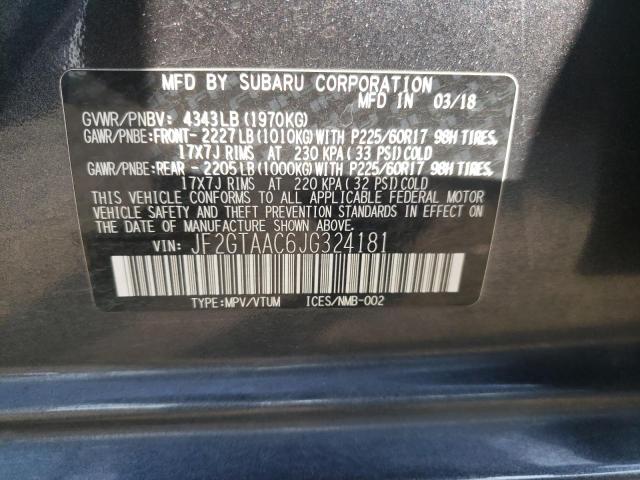 MFD BY SUBARU CORPORATION
MFD IN 03/18
GVWR/PNBV: 4343LB(1970KG)
GAWR/PNBE:FRONT-2227LB(1010KG)WITH P225/60R17 98H TIRES,
17X7J RIMS AT 230 KPA(33 PSI)COLD
GAWR/PNBE:REAR -2205LB(1000KG)WITH P225/60R17 98H TIRES,
17X7J RIMS AT 220 KPA(32 PSI)COLD
THIS VEHICLE CONFORMS TO ALL APPLICABLE FEDERAL MOTOR
VEHICLE SAFETY AND THEFT PREVENTION STANDARDS IN EFFECT
ON THE DATE OF MANUFACTURE SHOWN ABOVE.
VIN: JF2GTAAC6JG324181
TYPE:MPV/VTUM ICES/NMB-002